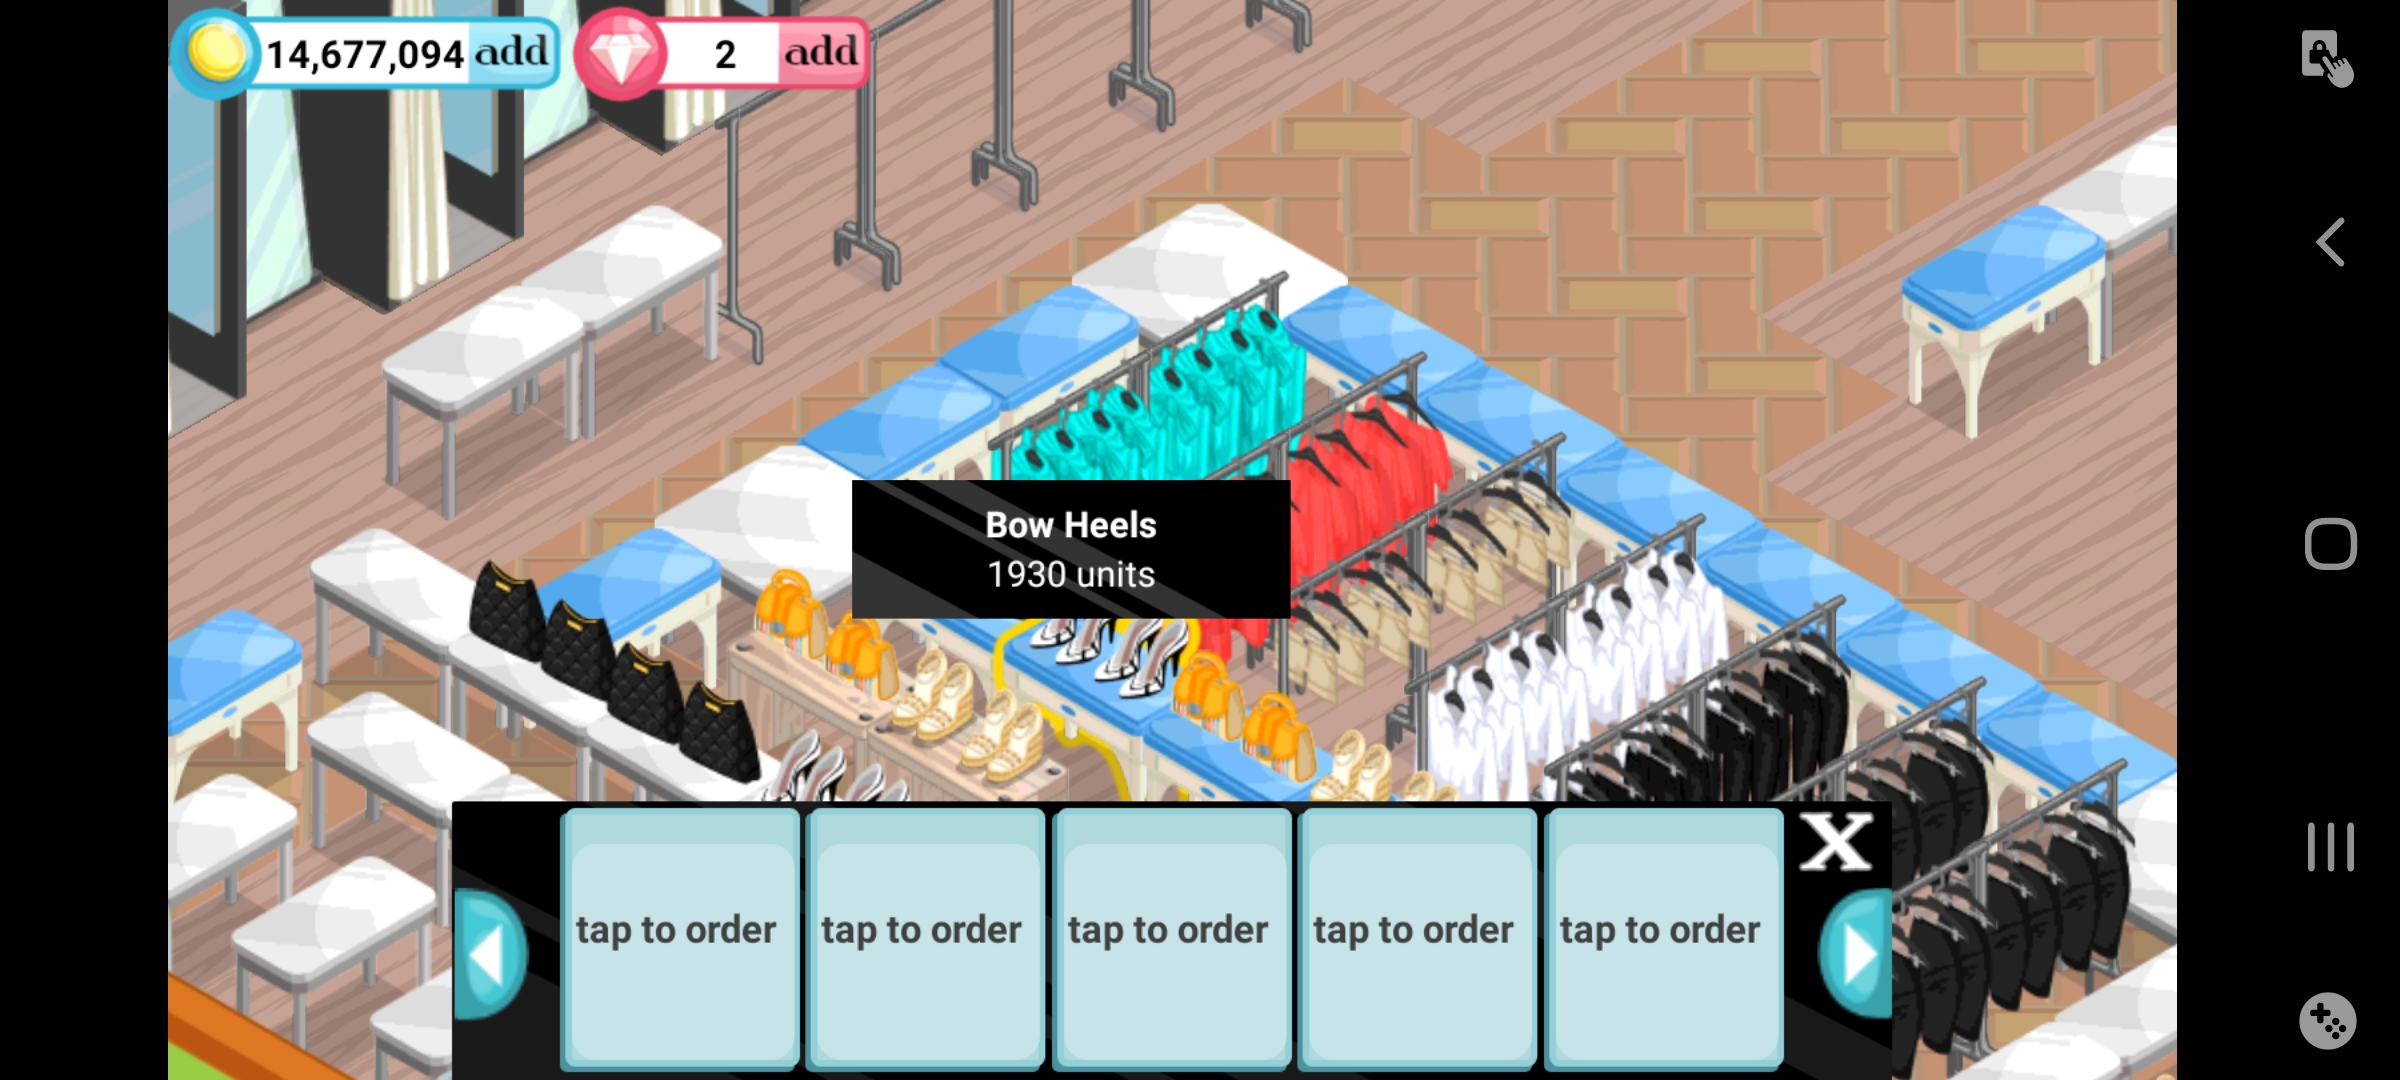 14,677,094 add
2 add
Bow Heels
1930 units
X
tap to order
tap to order
tap to order
tap to order
tap to order